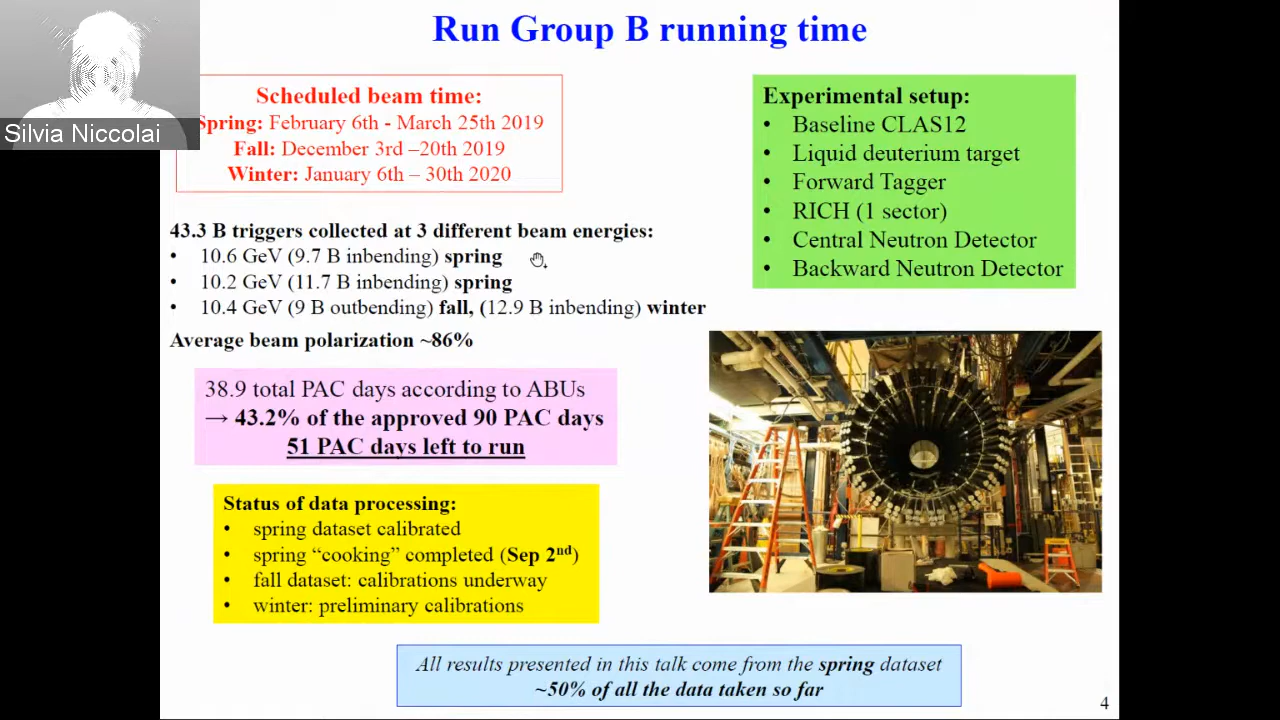 Run Group B running time
Silvia Niccolai
Scheduled beam time:
Spring: February 6th - March 25th 2019
Fall: December 3rd –20th 2019
Winter: January 6th – 30th 2020
Experimental setup:
• Baseline CLAS12
• Liquid deuterium target
• Forward Tagger
• RICH (1 sector)
• Central Neutron Detector
• Backward Neutron Detector
43.3 B triggers collected at 3 different beam energies:
• 10.6 GeV (9.7 B inbending) spring
• 10.2 GeV (11.7 B inbending) spring
• 10.4 GeV (9 B outbending) fall, (12.9 B inbending) winter
Average beam polarization ~86%
38.9 total PAC days according to ABUs
→ 43.2% of the approved 90 PAC days
51 PAC days left to run
Status of data processing:
• spring dataset calibrated
• spring “cooking” completed (Sep 2nd)
• fall dataset: calibrations underway
• winter: preliminary calibrations
All results presented in this talk come from the spring dataset
~50% of all the data taken so far
4